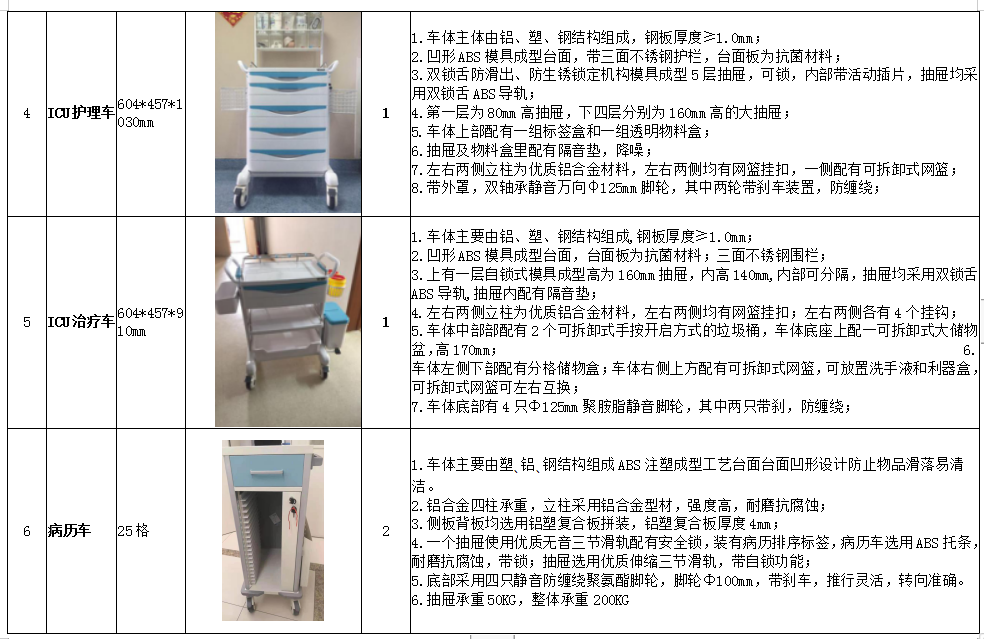 4
ICU护理车
604*457*1
030mm
1
1.车体主体由铝、塑、钢结构组成，钢板厚度≥1.0mm；
2.凹形ABS模具成型台面，带三面不锈钢护栏，台面板为抗菌材料；
3.双锁舌防滑出、防生锈锁定机构模具成型5层抽屉，可锁，内部带活动插片，抽屉均采
用双锁舌ABS导轨；
4.第一层为80mm高抽屉，下四层分别为160mm高的大抽屉；
5.车体上部配有一组标签盒和一组透明物料盒；
6.抽屉及物料盒里配有隔音垫，降噪；
7.左右两侧立柱为优质铝合金材料，左右两侧均有网篮挂扣，一侧配有可拆卸式网篮；
8.带外罩，双轴承静音万向Φ125mm脚轮，其中两轮带刹车装置，防缠绕；
5
ICU治疗车
604*457*9
10mm
1
1.车体主要由铝、塑、钢结构组成,钢板厚度≥1.0mm；
2.凹形ABS模具成型台面，台面板为抗菌材料；三面不锈钢围栏；
3.上有一层自锁式模具成型高为160mm抽屉，内高140mm,内部可分隔，抽屉均采用双锁舌
ABS导轨,抽屉内配有隔音垫；
4.左右两侧立柱为优质铝合金材料，左右两侧均有网篮挂扣；左右两侧各有4个挂钩；
5.车体中部部配有2个可拆卸式手按开启方式的垃圾桶，车体底座上配一可拆卸式大储物
盆,高170mm； 6.
车体左侧下部配有分格储物盒；车体右侧上方配有可拆卸式网篮,可放置洗手液和利器盒,
可拆卸式网篮可左右互换；
7.车体底部有4只Φ125mm聚胺脂静音脚轮，其中两只带刹，防缠绕；
6
病历车
25格
2
1.车体主要由塑、铝、钢结构组成ABS注塑成型工艺台面台面凹形设计防止物品滑落易清
洁。
2.铝合金四柱承重，立柱采用铝合金型材，强度高，耐磨抗腐蚀；
3.侧板背板均选用铝塑复合板拼装，铝塑复合板厚度4mm；
4.一个抽屉使用优质无音三节滑轨配有安全锁,装有病历排序标签,病历车选用ABS托条,
耐磨抗腐蚀，带锁；抽屉选用优质伸缩三节滑轨，带自锁功能；
5.底部采用四只静音防缠绕聚氨酯脚轮，脚轮Φ100mm，带刹车，推行灵活，转向准确。
6.抽屉承重50KG，整体承重200KG